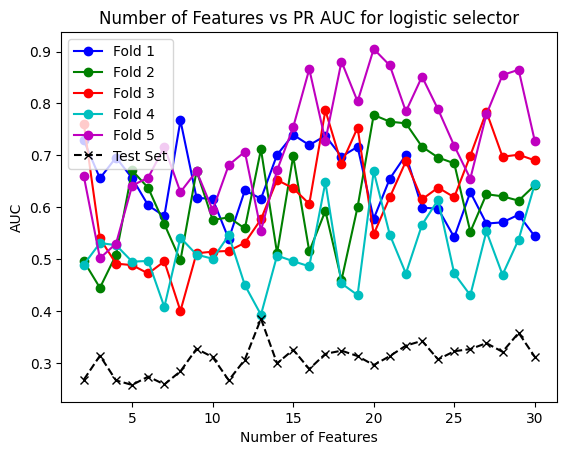 Number of Features vs PR AUC for logistic selector
Fold 1
Fold 2
Fold 3
Fold 4
Fold 5
Test Set
AUC
0.9
0.8
0.7
0.6
0.5
0.4
0.3
5
10
15
20
25
30
Number of Features